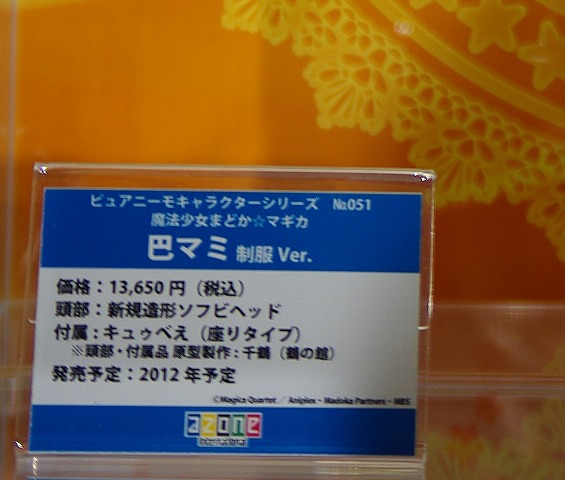 ピュアニーモキャラクターシリーズ №051
魔法少女まどか☆マギカ
巴マミ 制服 Ver.
価格：13,650 円（税込）
頭部：新規造形ソフビヘッド
付属：キュゥべえ（座りタイプ）
※頭部・付属品 原型製作：千鶴（鶴の館）
発売予定：2012 年予定
©Magica Quartet／Aniplex・Madoka Partners・MBS
azone
INTERNATIONAL